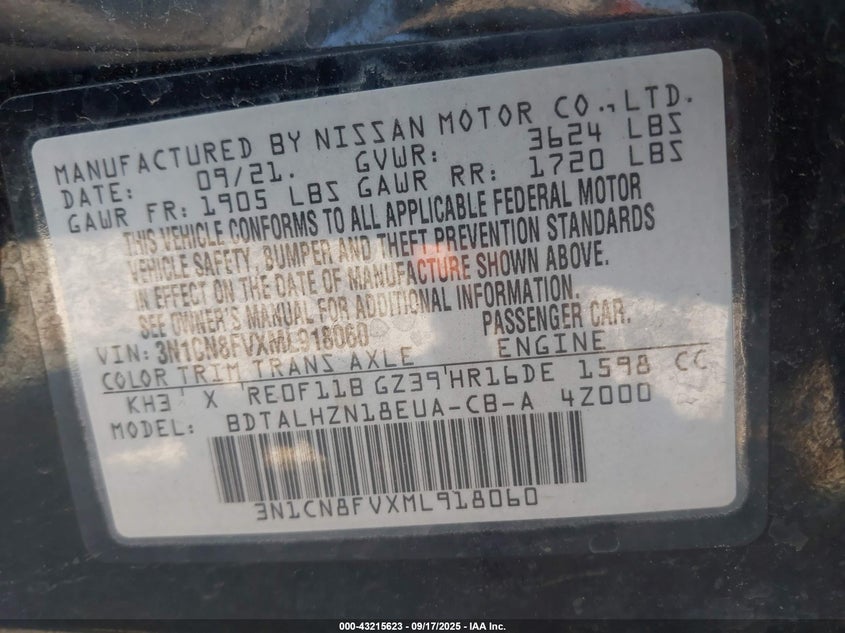 MANUFACTURED BY NISSAN MOTOR CO., LTD.
DATE: 09/21. GVWR: 3624 LBS
GAWR FR: 1905 LBS GAWR RR: 1720 LBS
THIS VEHICLE CONFORMS TO ALL APPLICABLE FEDERAL MOTOR
VEHICLE SAFETY, BUMPER AND THEFT PREVENTION STANDARDS
IN EFFECT ON THE DATE OF MANUFACTURE SHOWN ABOVE.
SEE OWNER'S MANUAL FOR ADDITIONAL INFORMATION.
VIN: 3N1CN8FVXML918060 PASSENGER CAR.
COLOR TRIM TRANS AXLE ENGINE
KH3 X RE0F11B GZ39 HR16DE 1598 CC
MODEL: BDTALHZN18EUA-CB-A 4Z000
3N1CN8FVXML918060
000-43215623 - 09/17/2025 - IAA Inc.